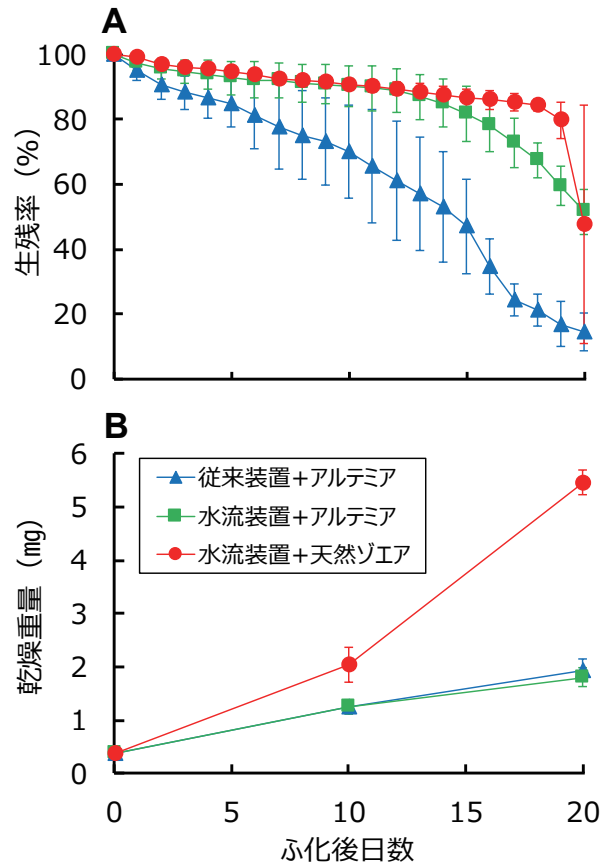 A
100
80
60
40
20
0
生残率 (%)
B
6
5
4
3
2
1
0
乾燥重量 (㎎)
従来装置+アルテミア
水流装置+アルテミア
水流装置+天然ゾエア
0 5 10 15 20
ふ化後日数